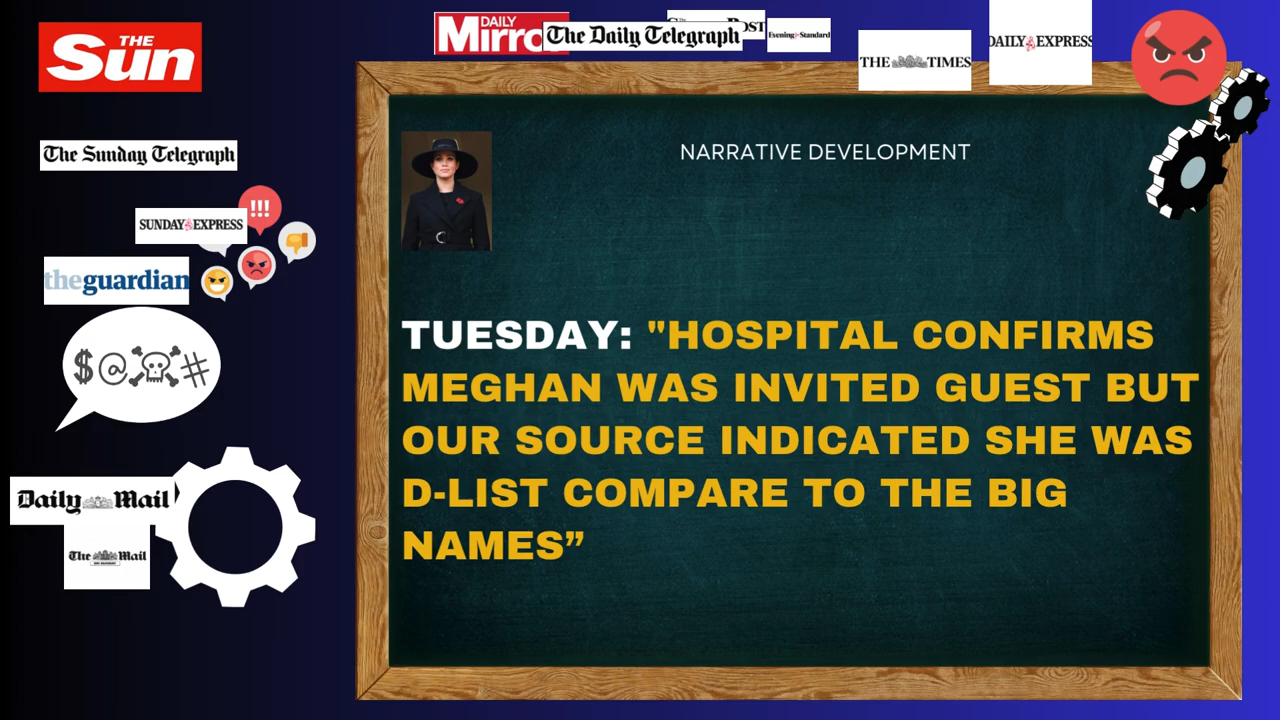 THE
Sun
DAILY
Mirro
The Daily Telegraph
POST
Evening Standard
THE TIMES
DAILY EXPRESS
The Sunday Telegraph
SUNDAY EXPRESS
!!!
theguardian
$@#
Daily Mail
The Mail
NARRATIVE DEVELOPMENT
TUESDAY: "HOSPITAL CONFIRMS
MEGHAN WAS INVITED GUEST BUT
OUR SOURCE INDICATED SHE WAS
D-LIST COMPARE TO THE BIG
NAMES”